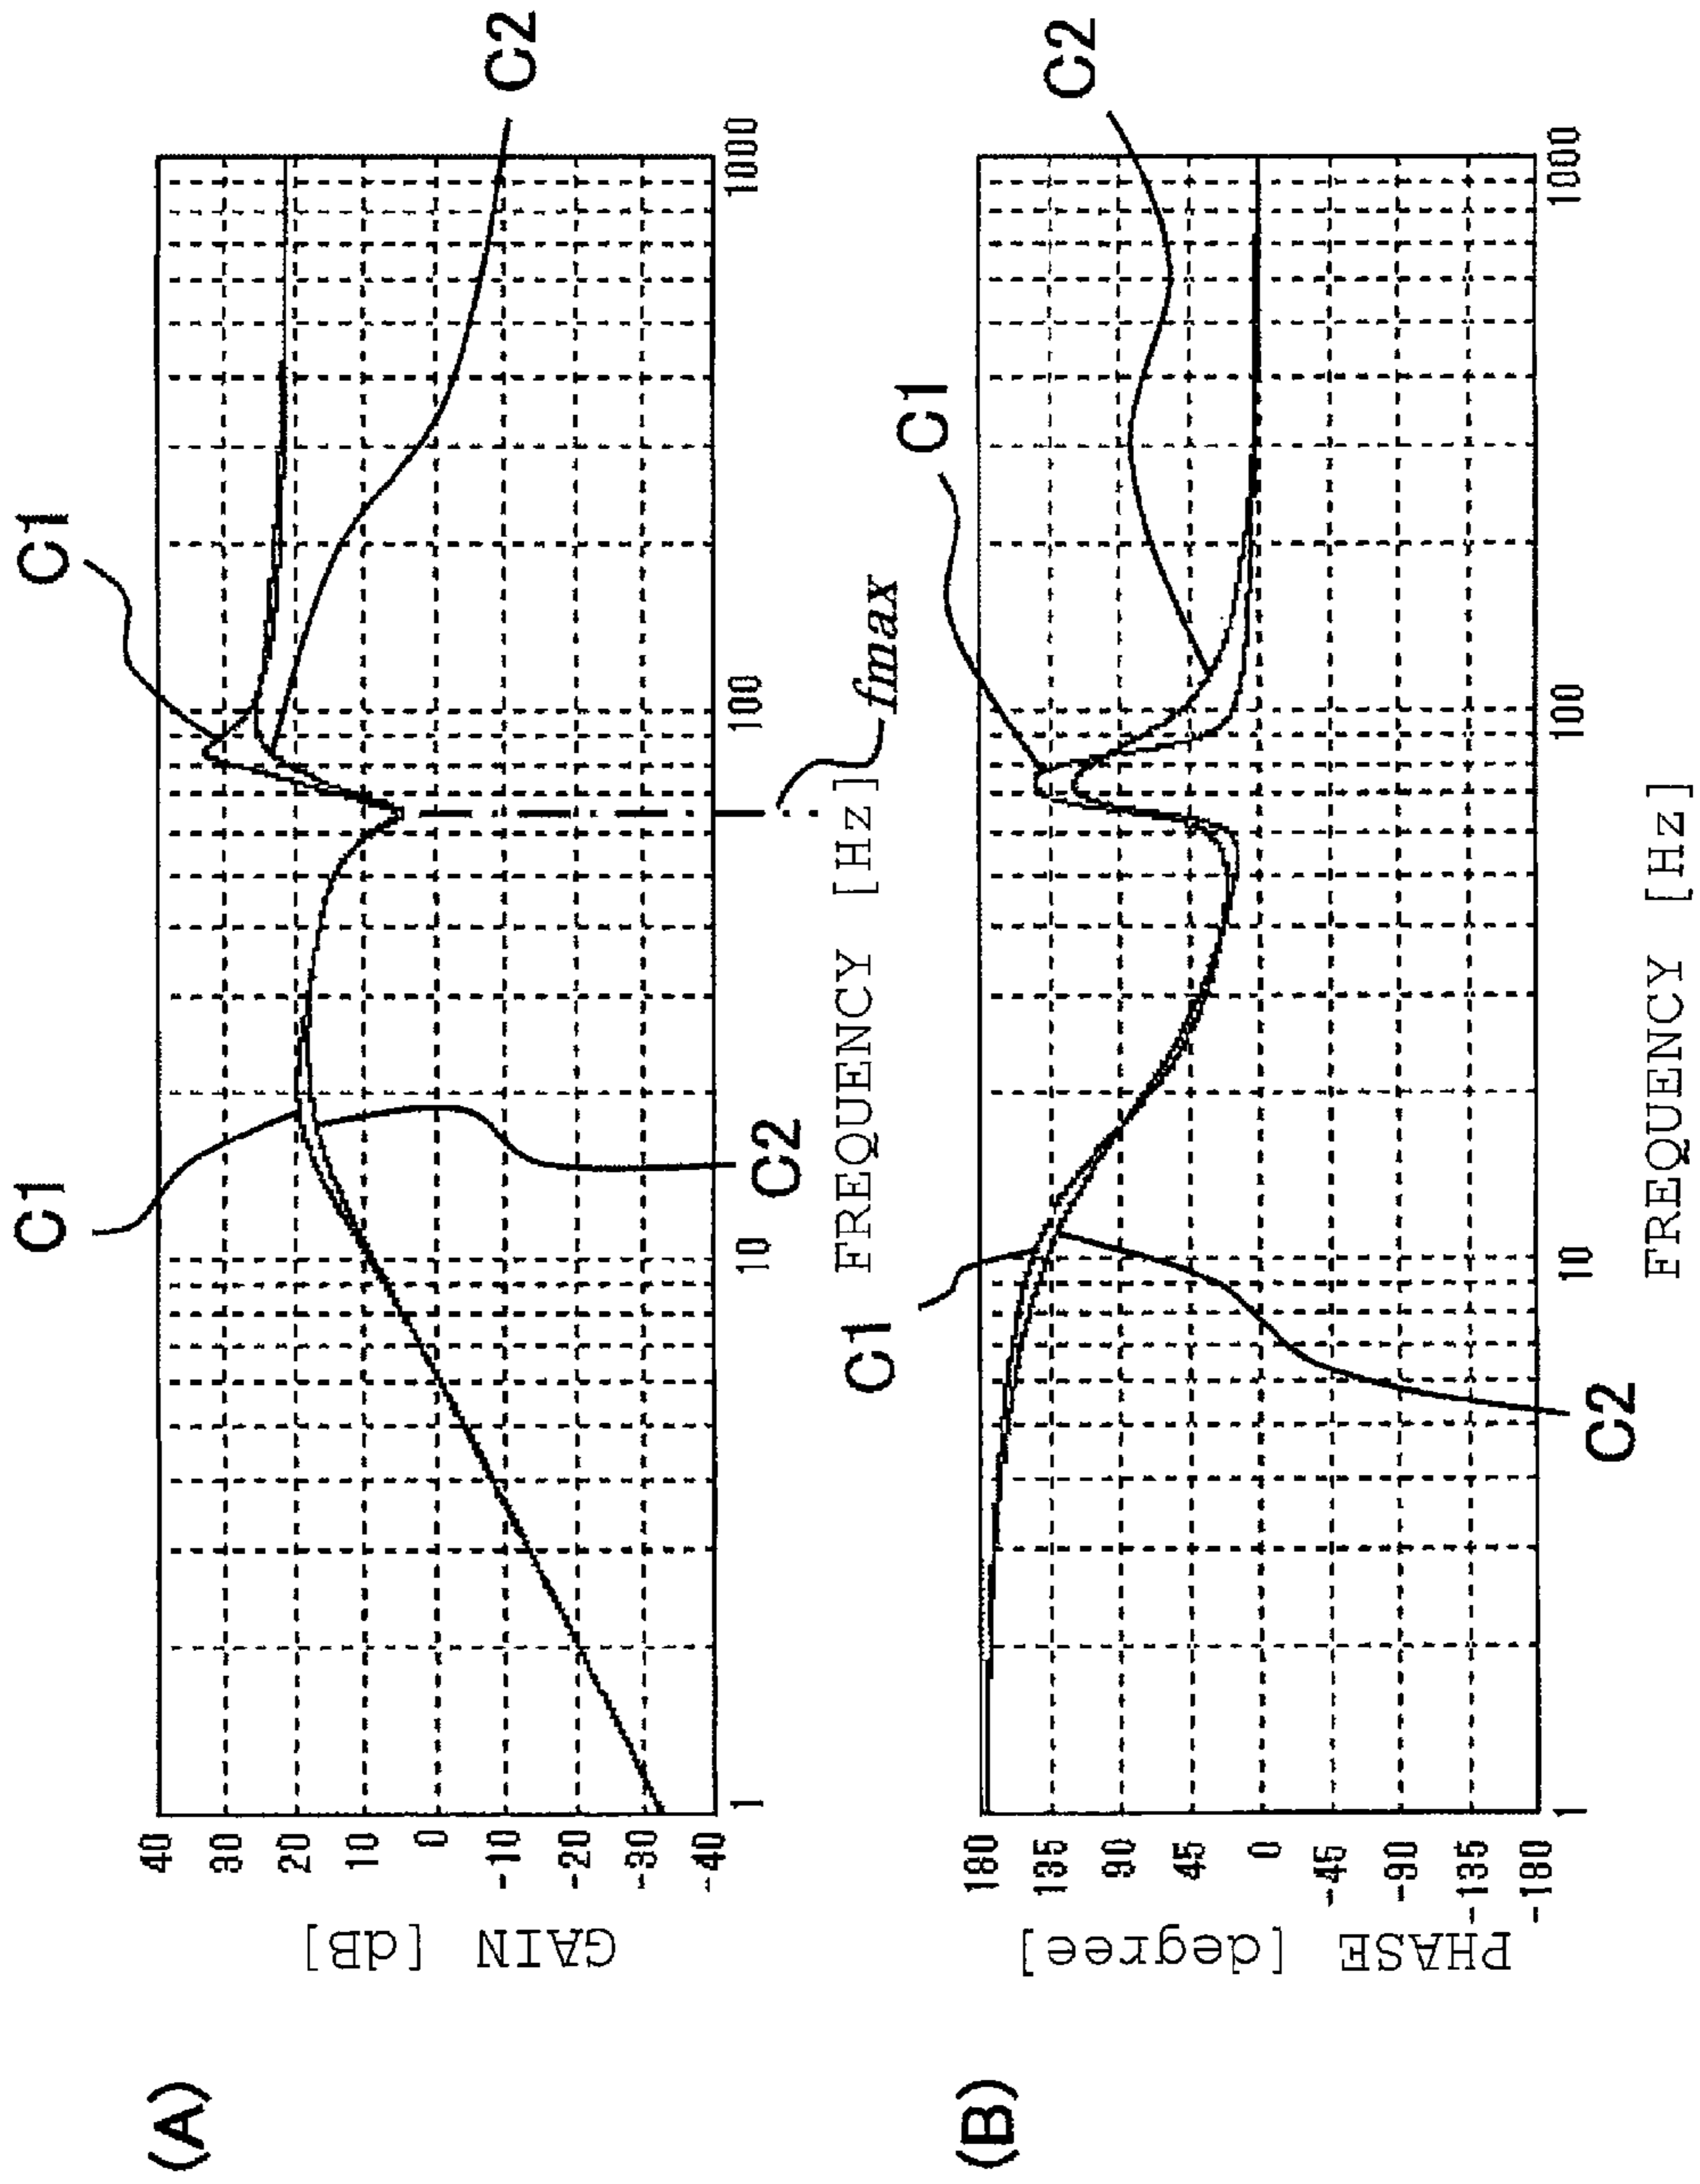 (A)
C1
C1
C2
GAIN [dB]
40
30
20
10
0
-10
-20
-30
-40
1
10
100
1000
C2
fmax
FREQUENCY [Hz]
(B)
C1
C1
C2
PHASE [degree]
180
135
90
45
0
-45
-90
-135
-180
1
10
100
1000
C2
FREQUENCY [Hz]